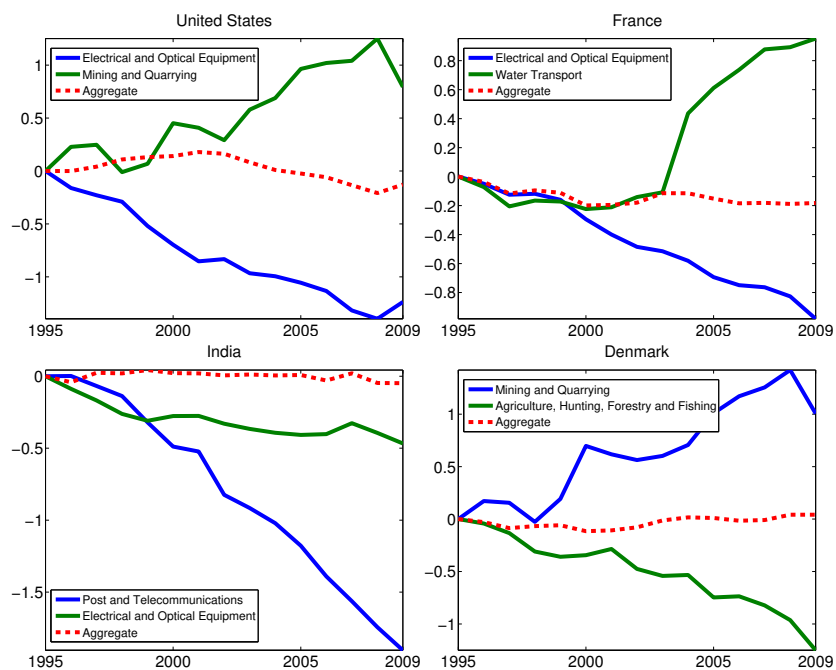 United States
Electrical and Optical Equipment
Mining and Quarrying
Aggregate
1
0.5
0
−0.5
−1
1995
2000
2005
2009
France
Electrical and Optical Equipment
Water Transport
Aggregate
0.8
0.6
0.4
0.2
0
−0.2
−0.4
−0.6
−0.8
1995
2000
2005
2009
India
0
−0.5
−1
−1.5
Post and Telecommunications
Electrical and Optical Equipment
Aggregate
1995
2000
2005
2009
Denmark
Mining and Quarrying
Agriculture, Hunting, Forestry and Fishing
Aggregate
1
0.5
0
−0.5
−1
1995
2000
2005
2009